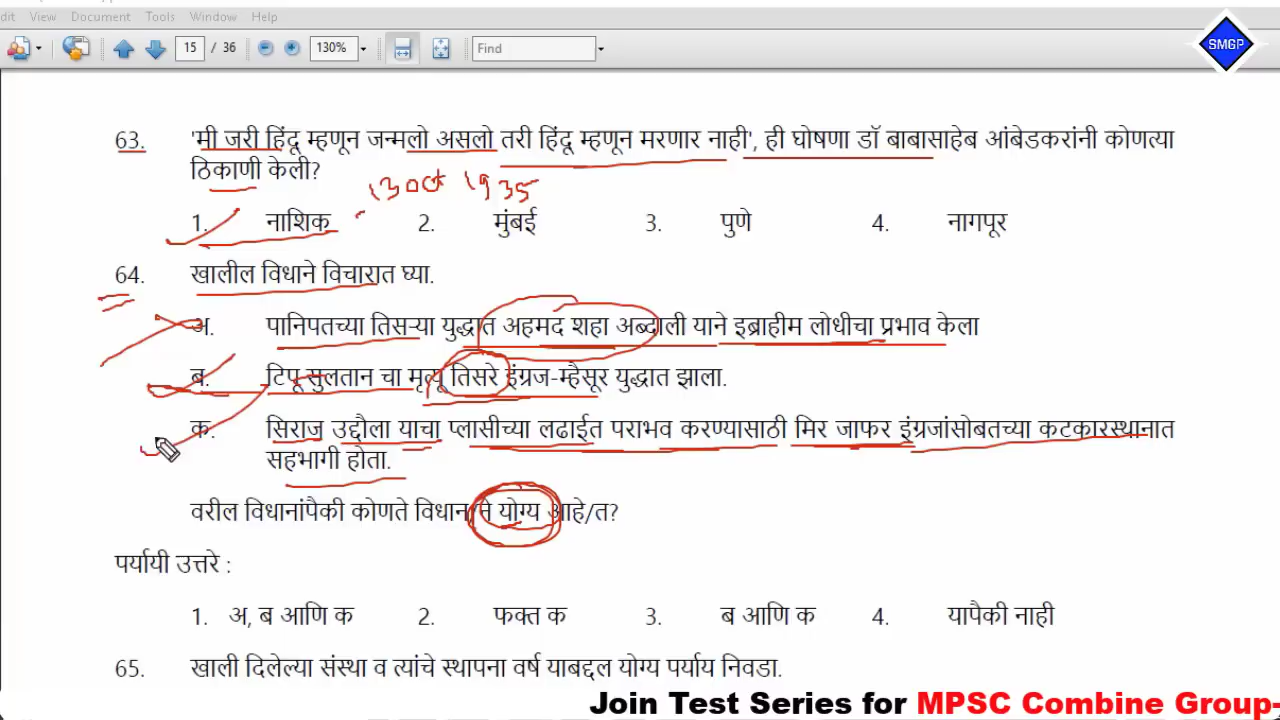 dit View Document Tools Window Help
15 / 36 130% Find
SMGP
63. 'मी जरी हिंदू म्हणून जन्मलो असलो तरी हिंदू म्हणून मरणार नाही', ही घोषणा डॉ बाबासाहेब आंबेडकरांनी कोणत्या
ठिकाणी केली?
13 oct 1935
1. नाशिक 2. मुंबई 3. पुणे 4. नागपूर
64. खालील विधाने विचारात घ्या.
अ. पानिपतच्या तिसऱ्या युद्धात अहमद शहा अब्दाली याने इब्राहीम लोधीचा प्रभाव केला
ब. टिपू सुलतान चा मृत्यू तिसरे इंग्रज-म्हैसूर युद्धात झाला.
क. सिराज उद्दौला याचा प्लासीच्या लढाईत पराभव करण्यासाठी मिर जाफर इंग्रजांसोबतच्या कटकारस्थानात
सहभागी होता.
वरील विधानांपैकी कोणते विधान/ने योग्य आहे/त?
पर्यायी उत्तरे :
1. अ, ब आणि क 2. फक्त क 3. ब आणि क 4. यापैकी नाही
65. खाली दिलेल्या संस्था व त्यांचे स्थापना वर्ष याबद्दल योग्य पर्याय निवडा.
Join Test Series for MPSC Combine Group-